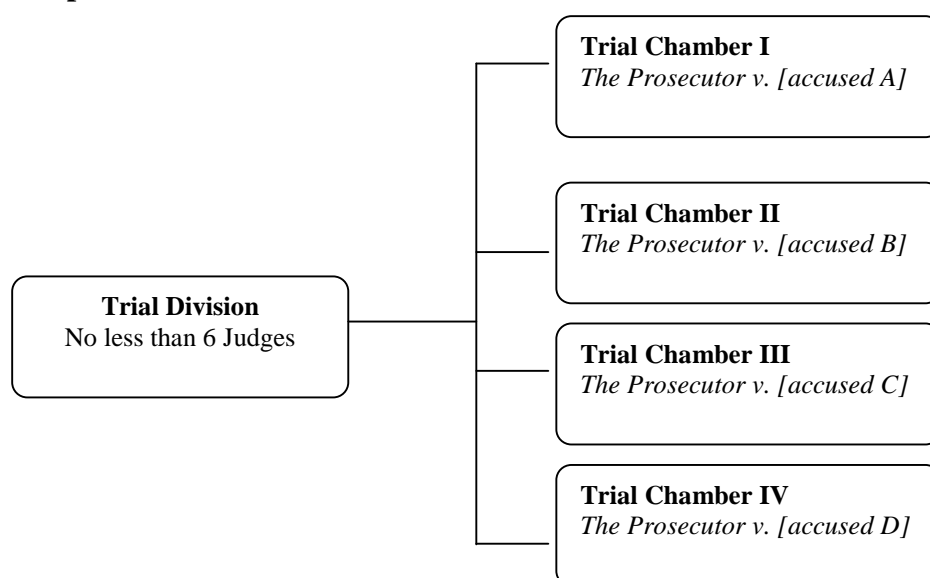 Trial Chamber I
The Prosecutor v. [accused A]
Trial Chamber II
The Prosecutor v. [accused B]
Trial Division
No less than 6 Judges
Trial Chamber III
The Prosecutor v. [accused C]
Trial Chamber IV
The Prosecutor v. [accused D]